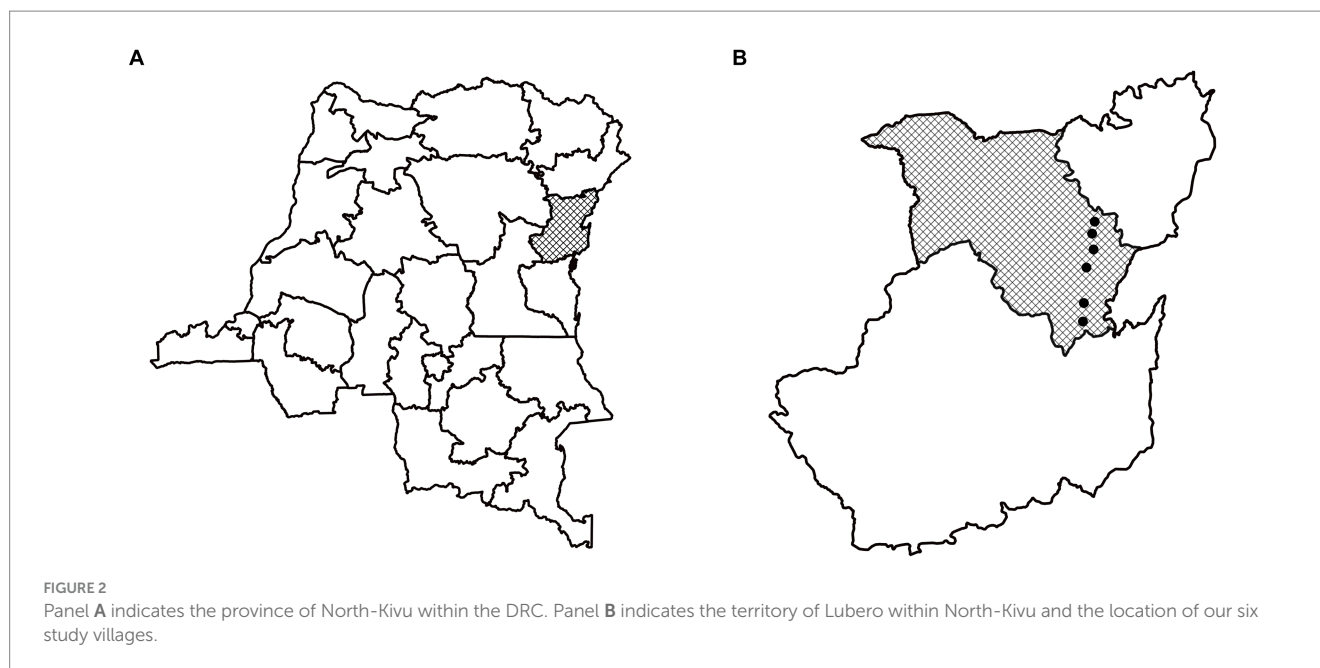 A
B
FIGURE 2
Panel A indicates the province of North-Kivu within the DRC. Panel B indicates the territory of Lubero within North-Kivu and the location of our six
study villages.